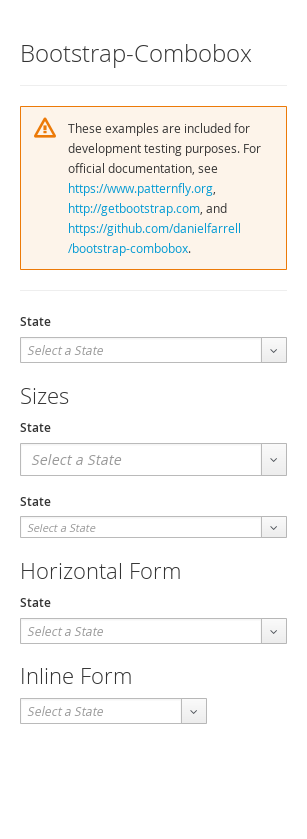 Bootstrap-Combobox
These examples are included for
development testing purposes. For
official documentation, see
https://www.patternfly.org,
http://getbootstrap.com, and
https://github.com/danielfarrell
/bootstrap-combobox.
State
Select a State
Sizes
State
Select a State
State
Select a State
Horizontal Form
State
Select a State
Inline Form
Select a State